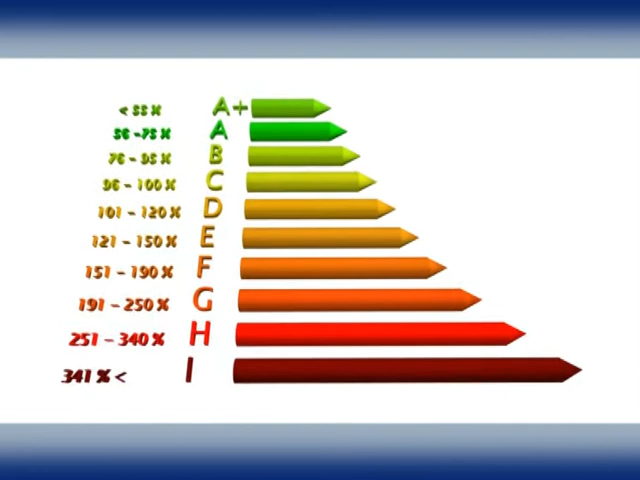 < 55 % A+
56 -75 % A
76 - 95 % B
96 - 100 % C
101 - 120 % D
121 - 150 % E
151 - 190 % F
191 - 250 % G
251 - 340 % H
341 % < I